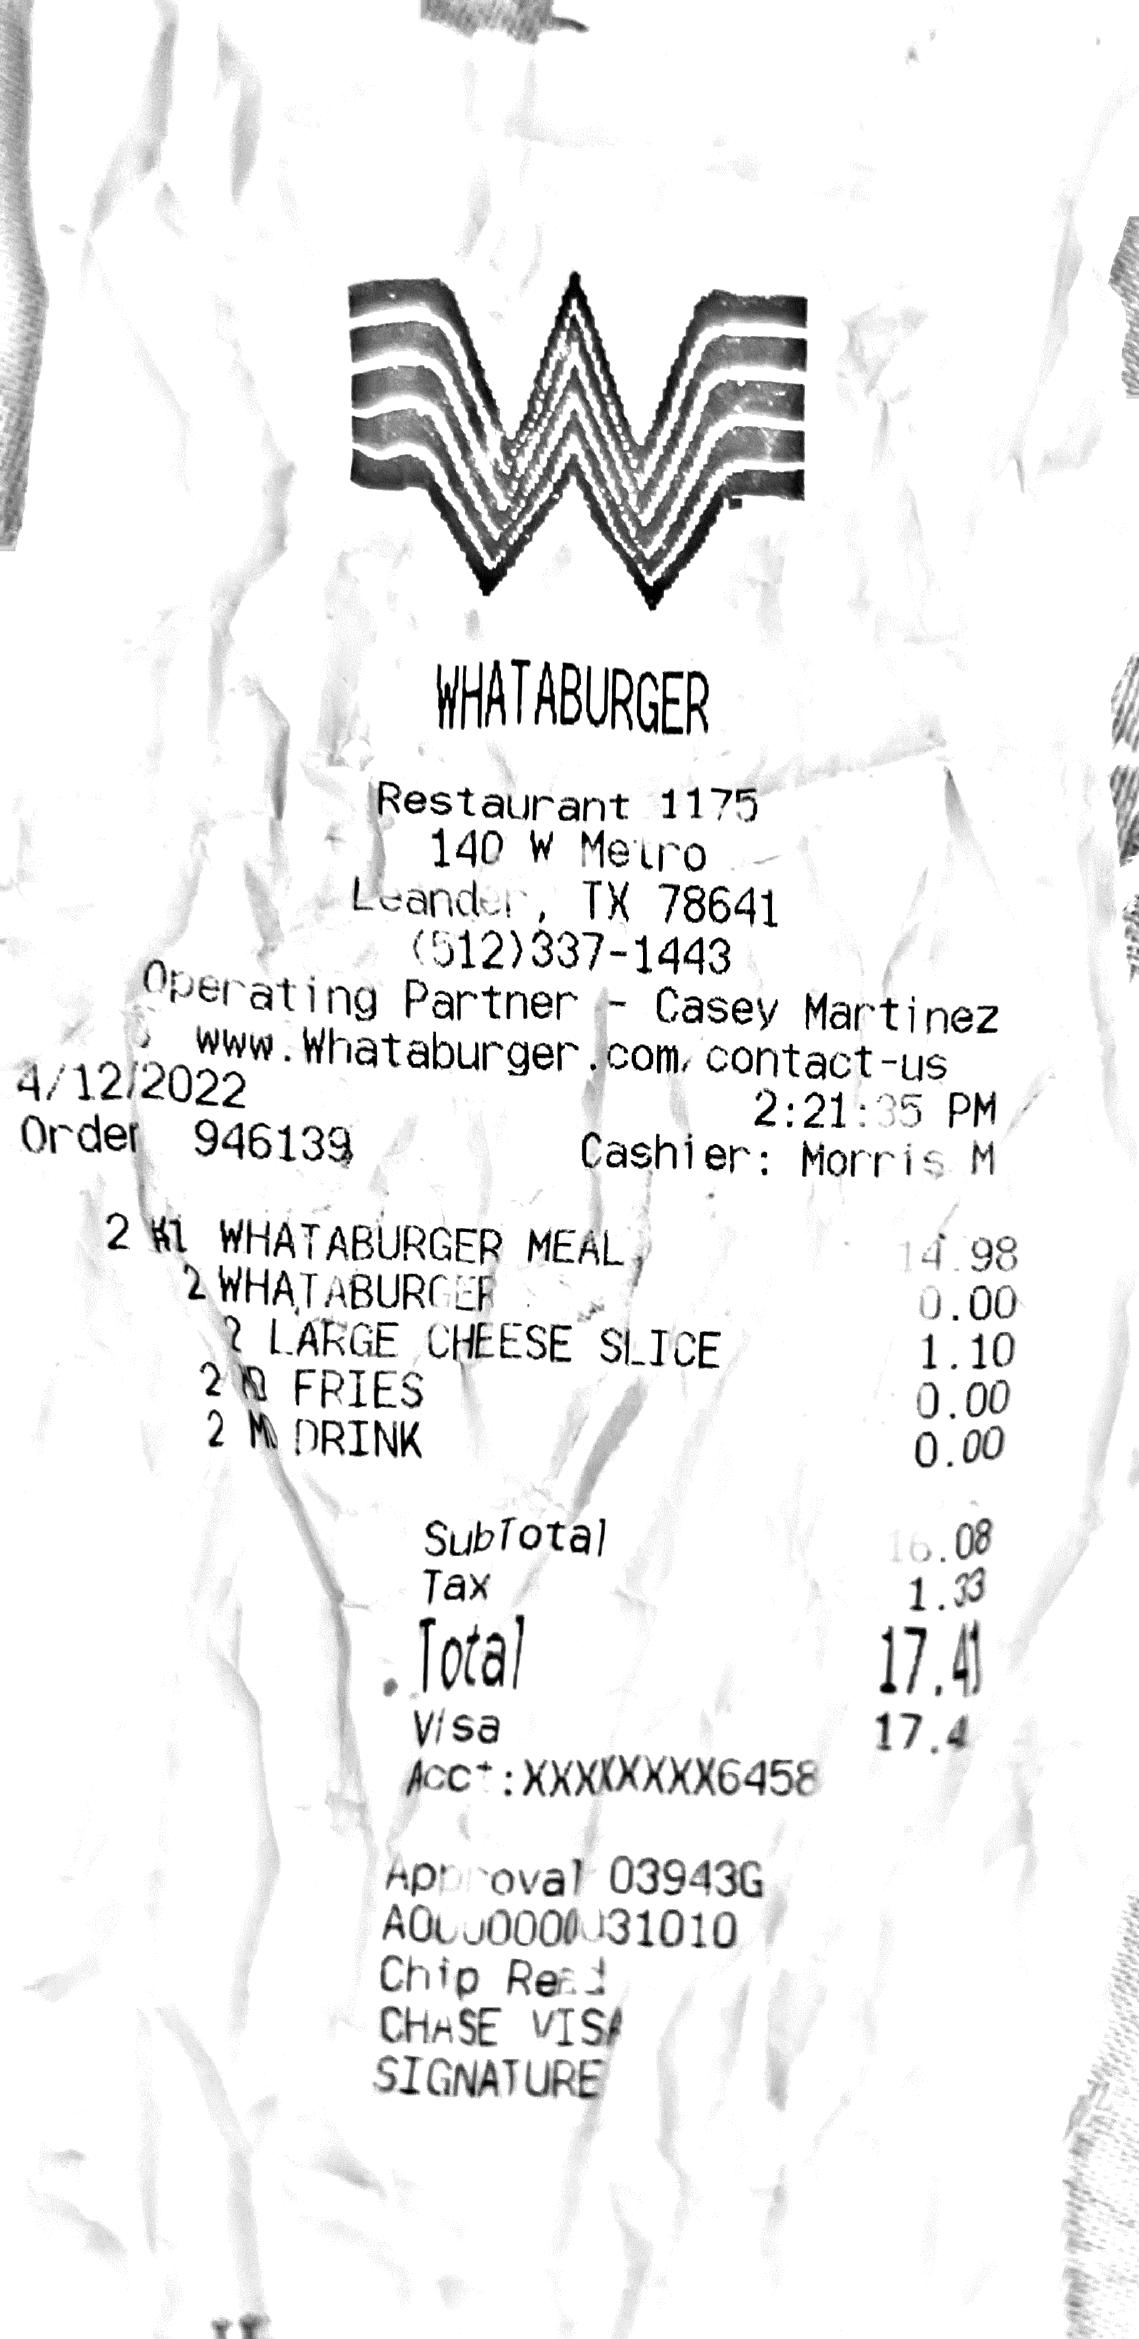 WHATABURGER
Restaurant 1175
140 W Metro
Leander, TX 78641
(512)337-1443
Operating Partner - Casey Martinez
www.Whataburger.com/contact-us
4/12/2022 2:21:35 PM
Order 946139 Cashier: Morris M
2 #1 WHATABURGER MEAL 14.98
2 WHATABURGER 0.00
2 LARGE CHEESE SLICE 1.10
2 M FRIES 0.00
2 M DRINK 0.00
SubTotal 16.08
Tax 1.33
Total 17.41
Visa 17.4
Acct:XXXXXXXX6458
Approval 03943G
A0000000031010
Chip Read
CHASE VISA
SIGNATURE